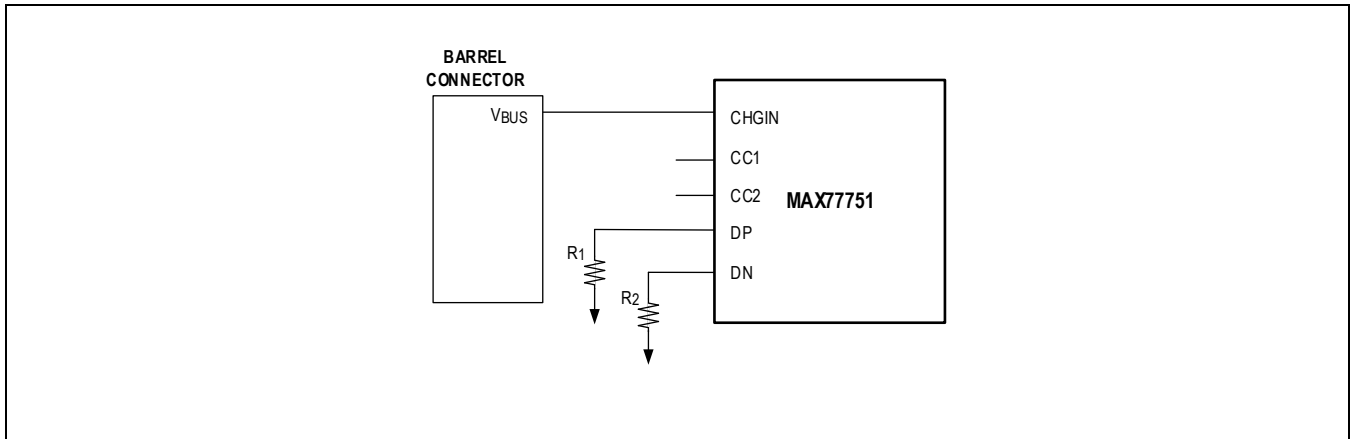 BARREL
CONNECTOR
VBUS
CHGIN
CC1
CC2
MAX77751
DP
R1
DN
R2